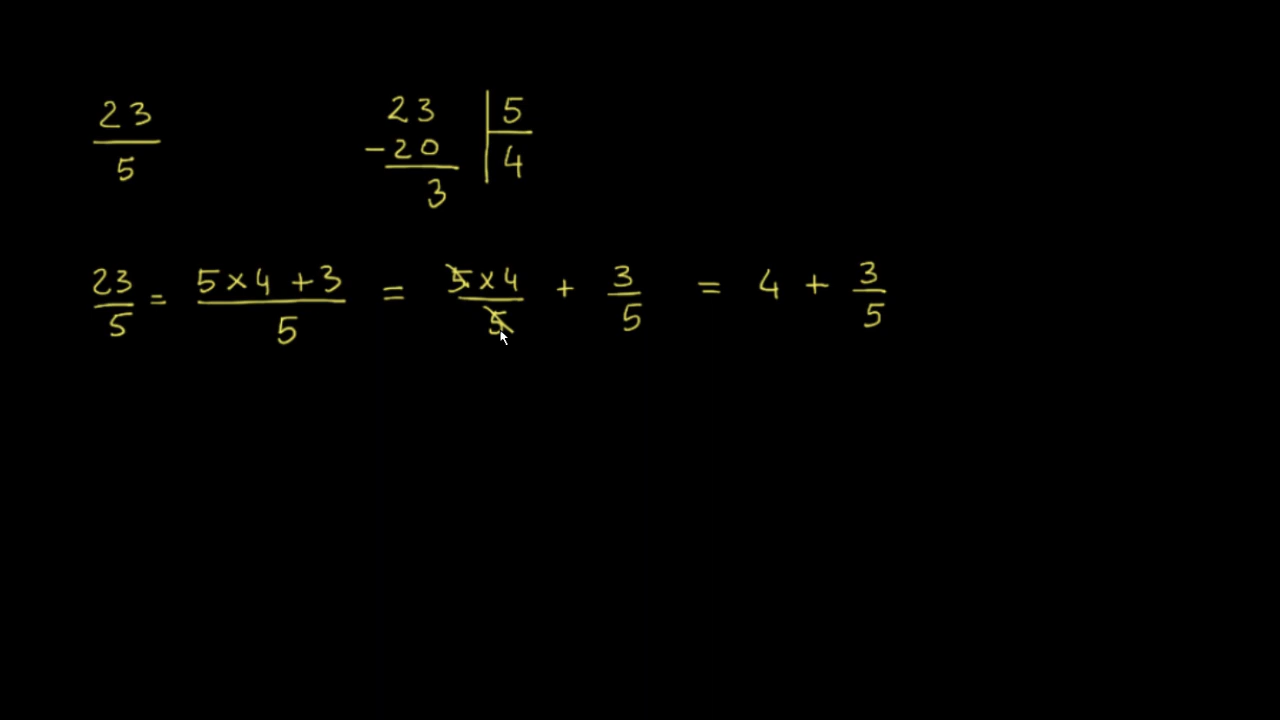 23/5
23 | 5
-20 | 4
3
23/5 = (5×4+3)/5 = (5×4)/5 + 3/5 = 4 + 3/5